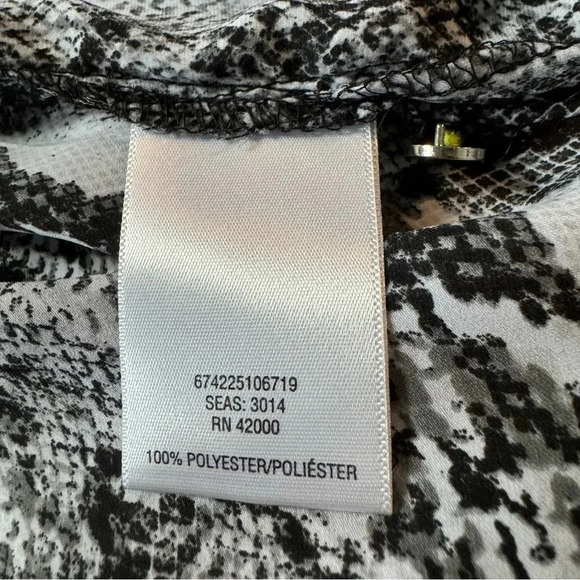 674225106719
SEAS: 3014
RN 42000
100% POLYESTER/POLIÉSTER